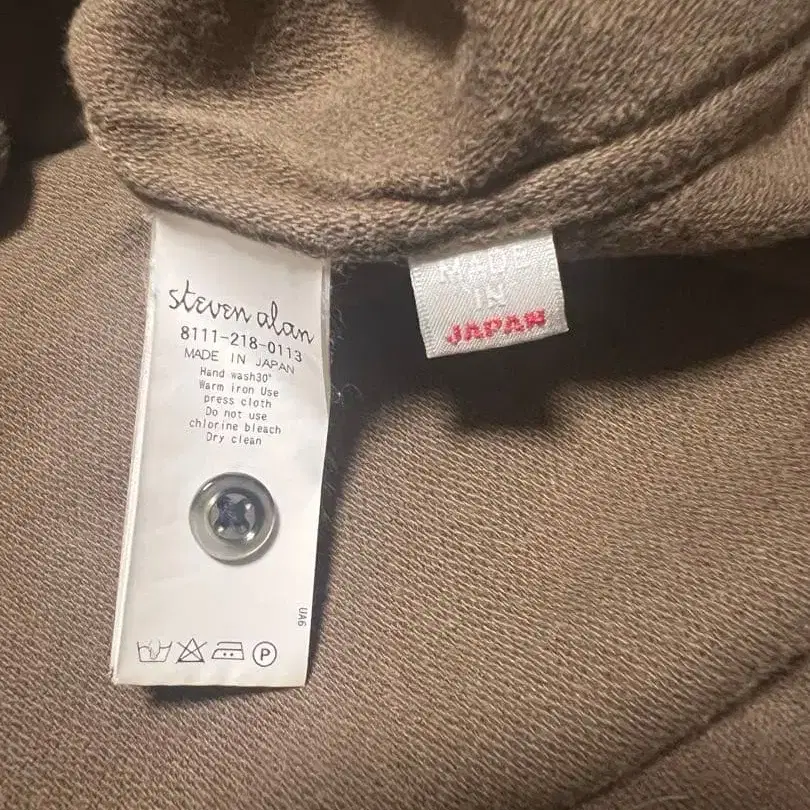 steven alan
8111-218-0113
MADE IN JAPAN
Hand wash30°
Warm iron Use
press cloth
Do not use
chlorine bleach
Dry clean
UA6
P
MADE
IN
JAPAN